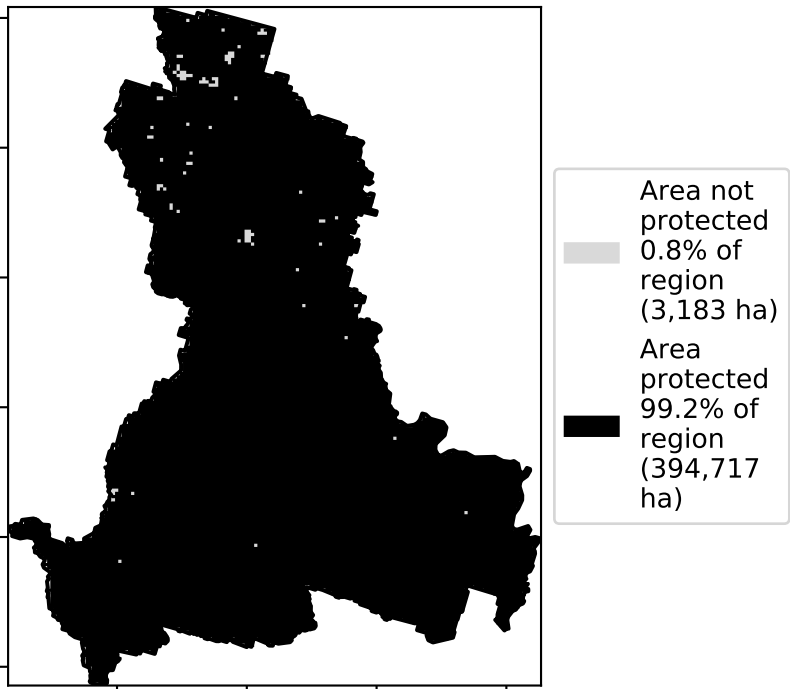 Area not
protected
0.8% of
region
(3,183 ha)
Area
protected
99.2% of
region
(394,717
ha)